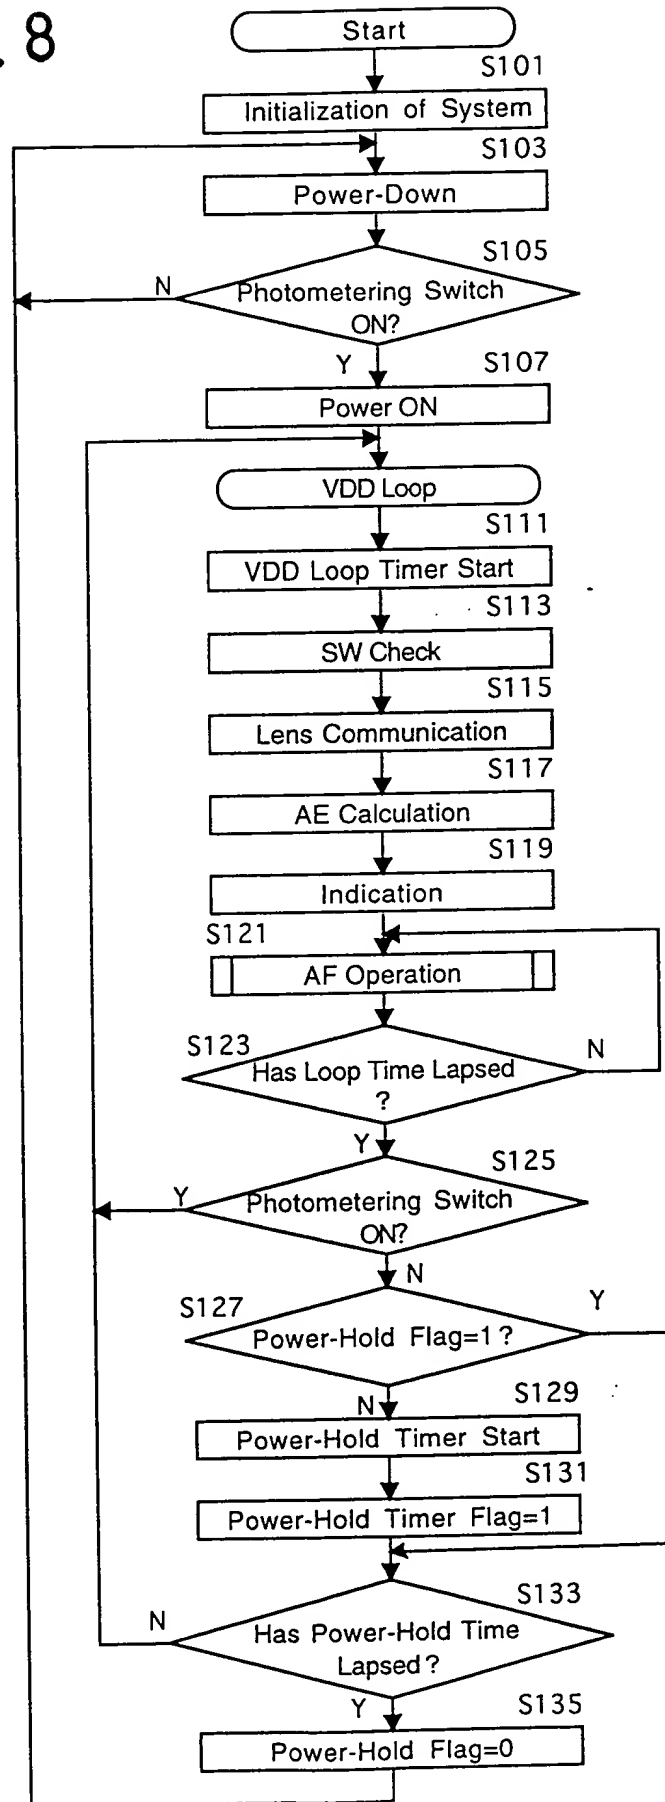 . 8
Start
S101
Initialization of System
S103
Power-Down
S105
N
Photometering Switch
ON?
Y
S107
Power ON
VDD Loop
S111
VDD Loop Timer Start
S113
SW Check
S115
Lens Communication
S117
AE Calculation
S119
Indication
S121
AF Operation
S123
N
Has Loop Time Lapsed
?
Y
S125
Y
Photometering Switch
ON?
N
S127
Y
Power-Hold Flag=1?
S129
N
Power-Hold Timer Start
S131
Power-Hold Timer Flag=1
S133
N
Has Power-Hold Time
Lapsed?
Y
S135
Power-Hold Flag=0